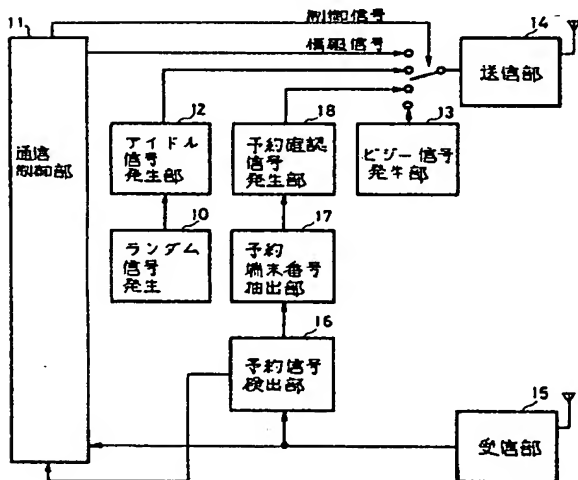 11
制御信号
情報信号
14
送信部
通信
制御部
12
アイドル
信号
発生部
18
予約確認
信号
発生部
13
ビジー信号
発生部
10
ランダム
信号
発生
17
予約
端末番号
抽出部
16
予約信号
検出部
15
受信部